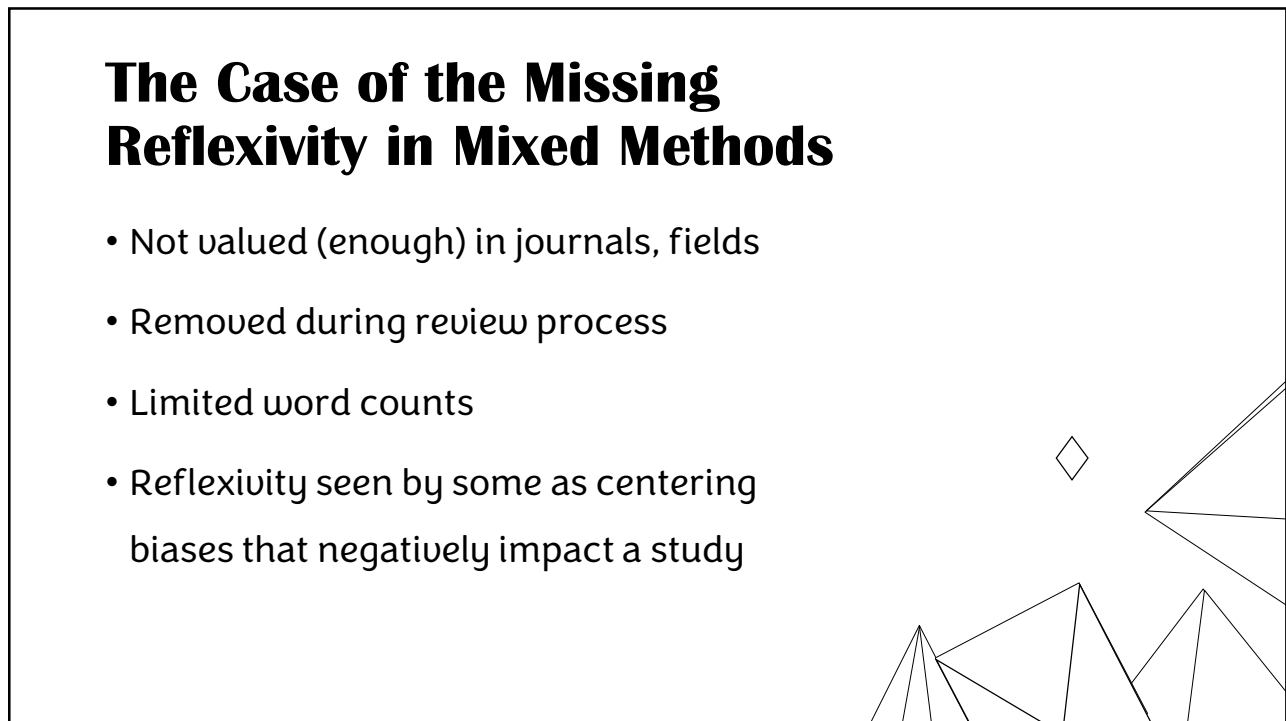 The Case of the Missing
Reflexivity in Mixed Methods
• Not valued (enough) in journals, fields
• Removed during review process
• Limited word counts
• Reflexivity seen by some as centering
biases that negatively impact a study